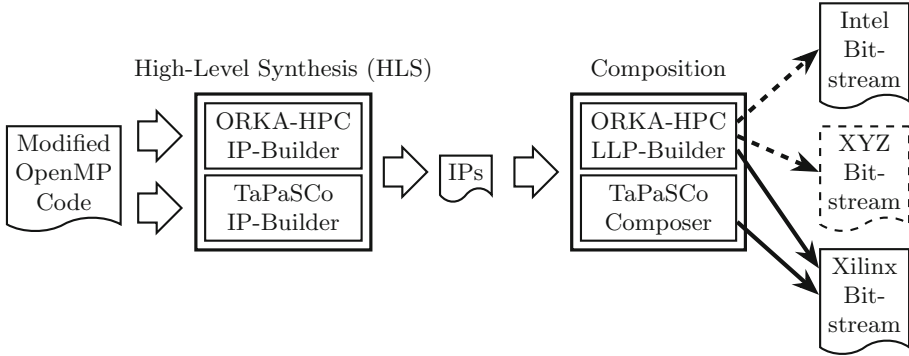 High-Level Synthesis (HLS)
Composition
Modified
OpenMP
Code
ORKA-HPC
IP-Builder
TaPaSCo
IP-Builder
IPs
ORKA-HPC
LLP-Builder
TaPaSCo
Composer
Intel
Bit-
stream
XYZ
Bit-
stream
Xilinx
Bit-
stream